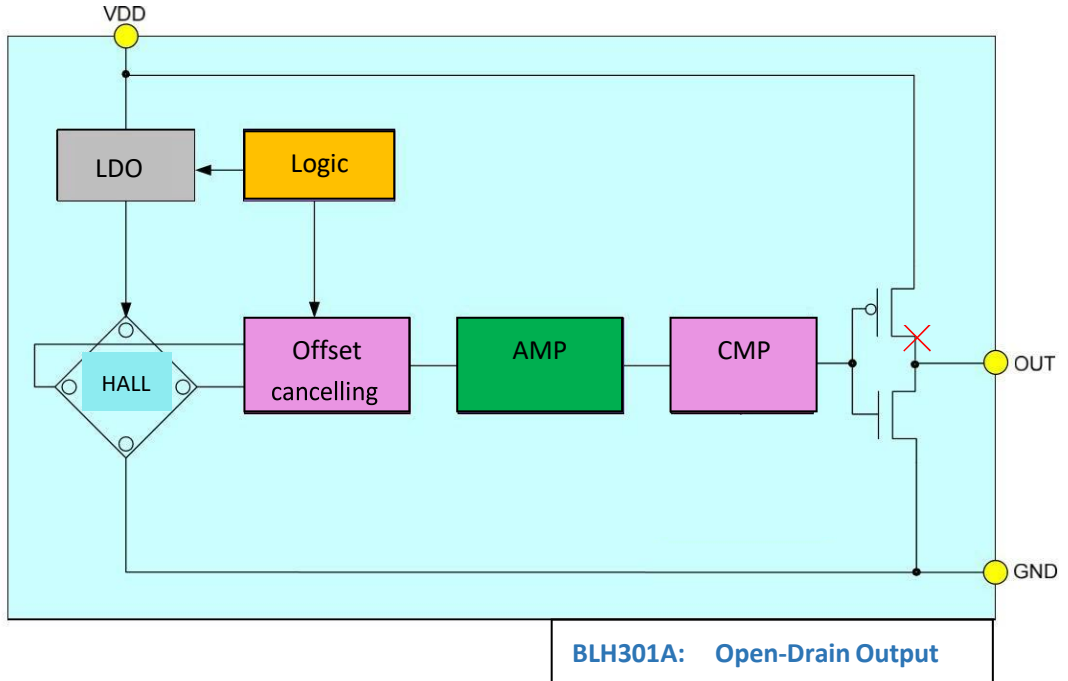 VDD
LDO
Logic
HALL
Offset
cancelling
AMP
CMP
OUT
GND
BLH301A: Open-Drain Output